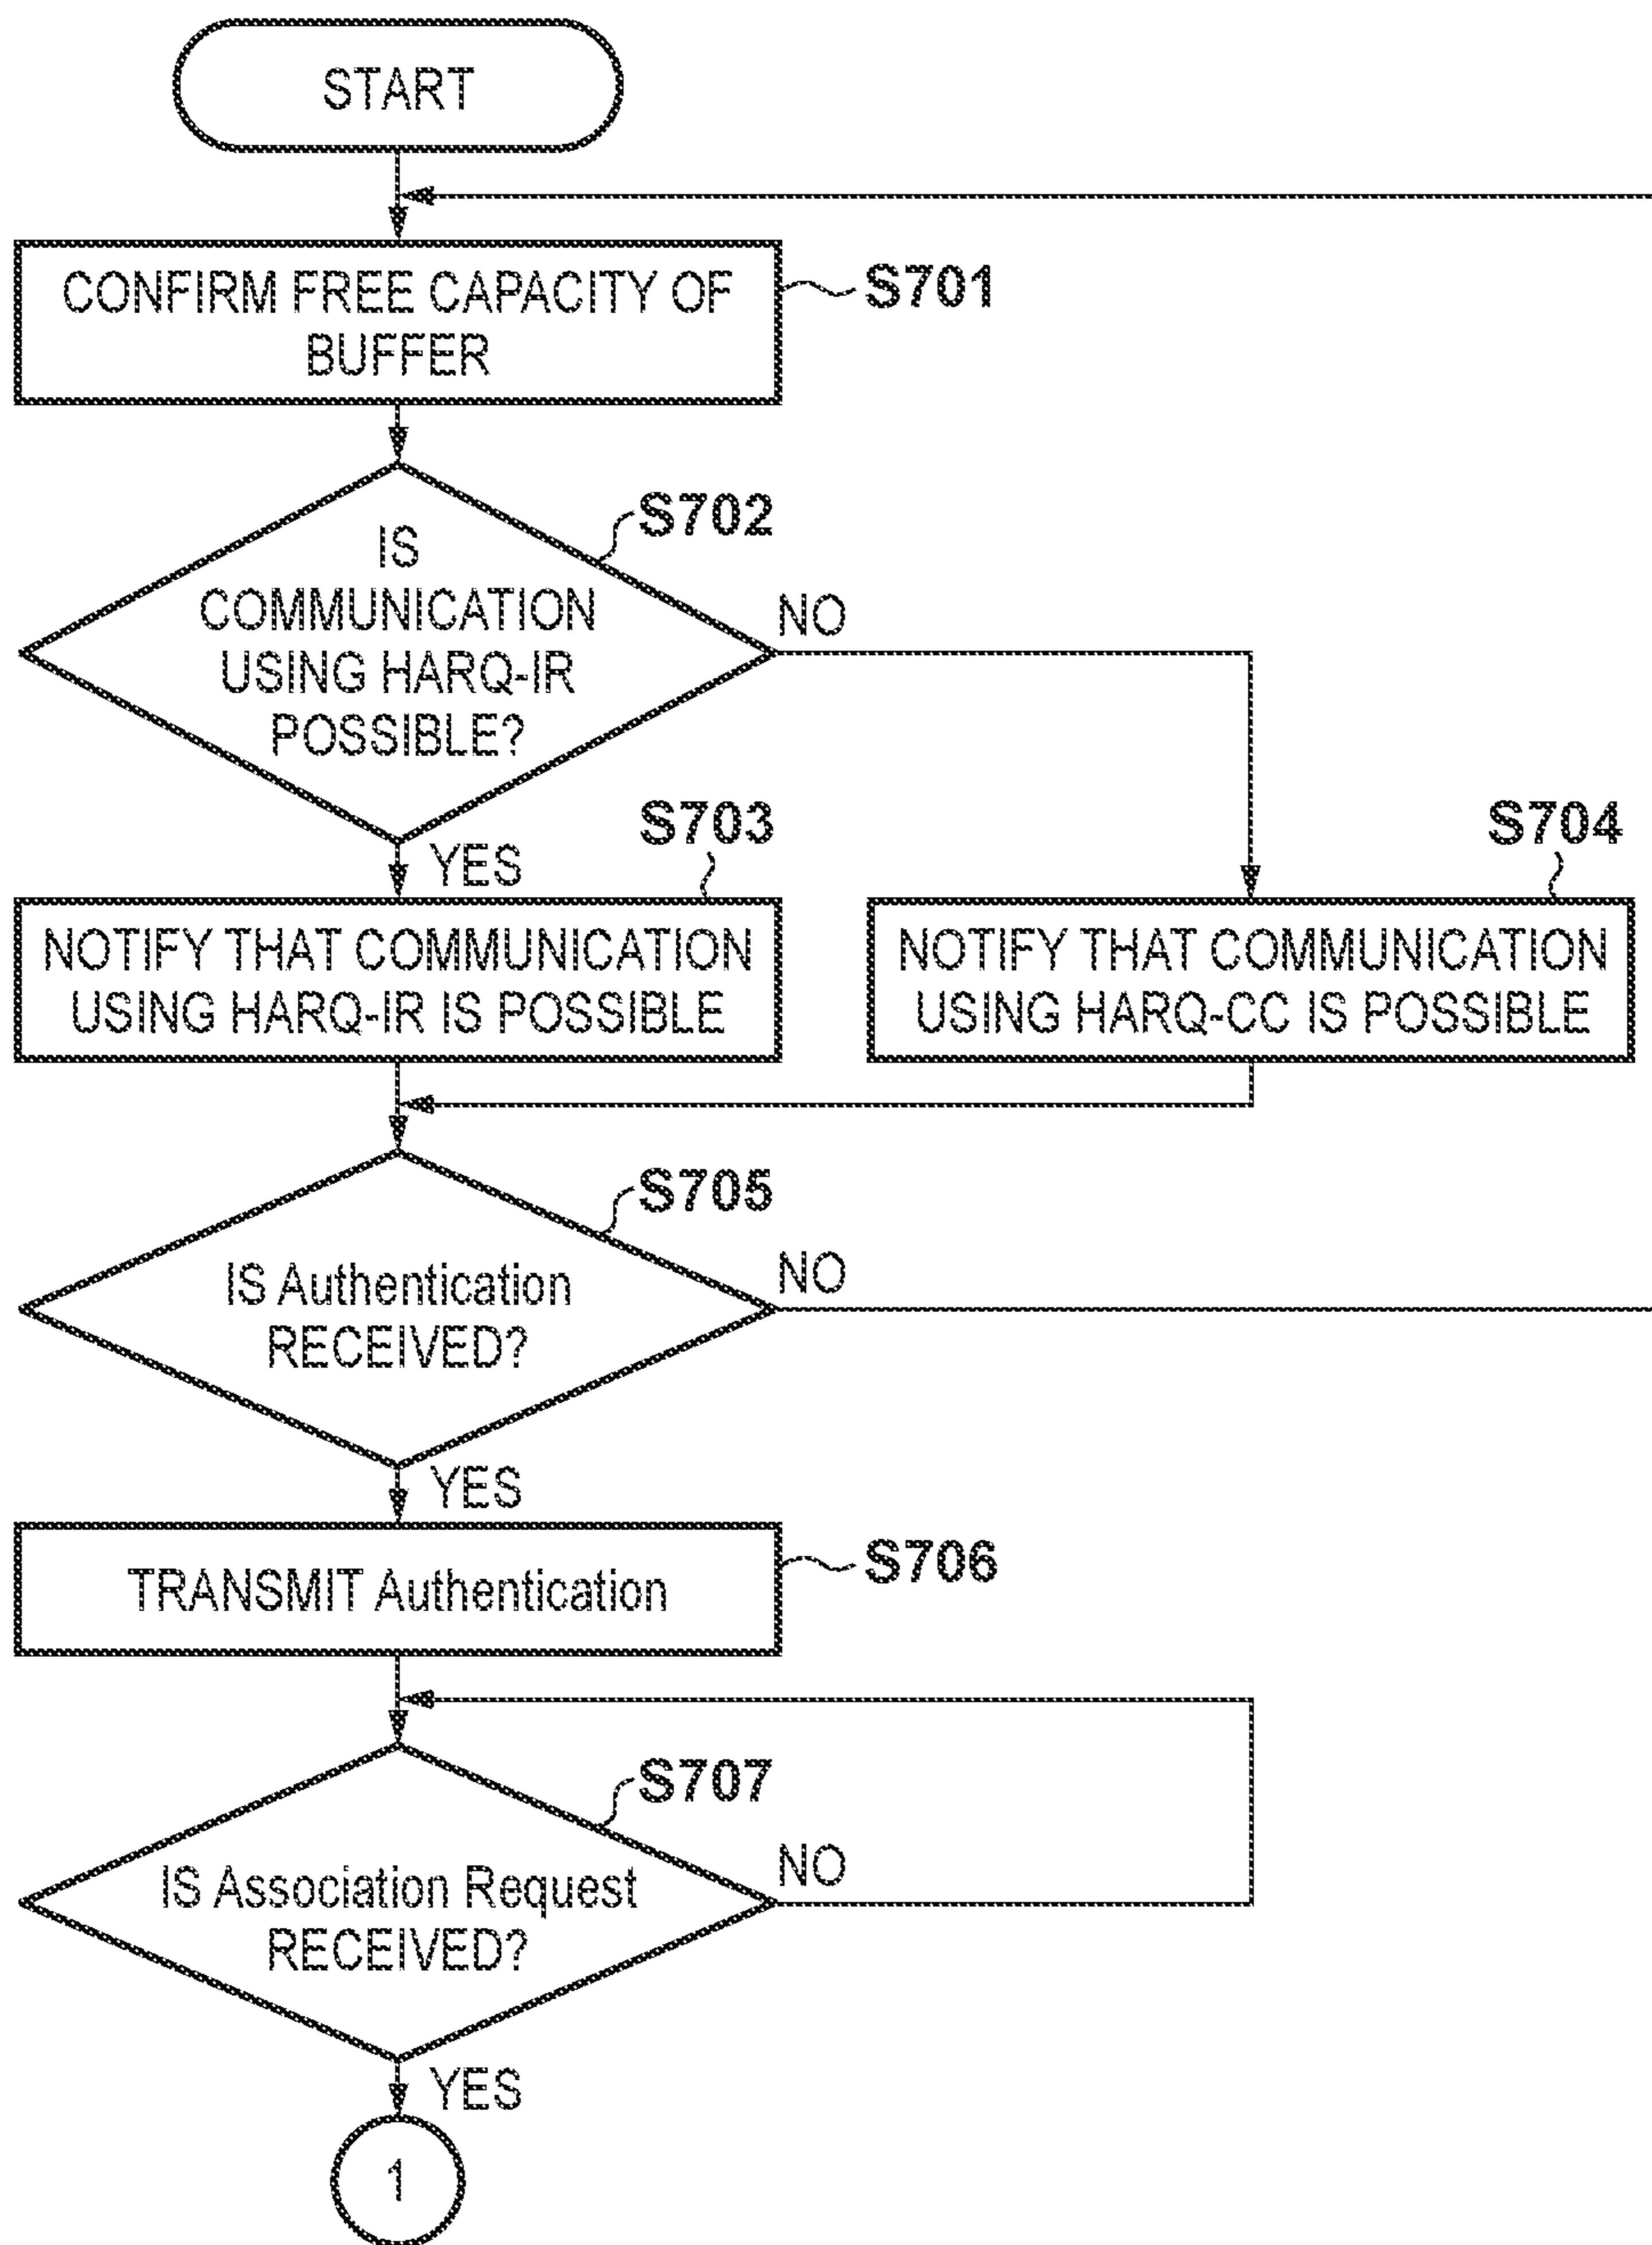 START
CONFIRM FREE CAPACITY OF
BUFFER
S701
S702
IS
COMMUNICATION
USING HARQ-IR
POSSIBLE?
NO
YES
S703
S704
NOTIFY THAT COMMUNICATION
USING HARQ-IR IS POSSIBLE
NOTIFY THAT COMMUNICATION
USING HARQ-CC IS POSSIBLE
S705
IS Authentication
RECEIVED?
NO
YES
TRANSMIT Authentication
S706
S707
IS Association Request
RECEIVED?
NO
YES
1